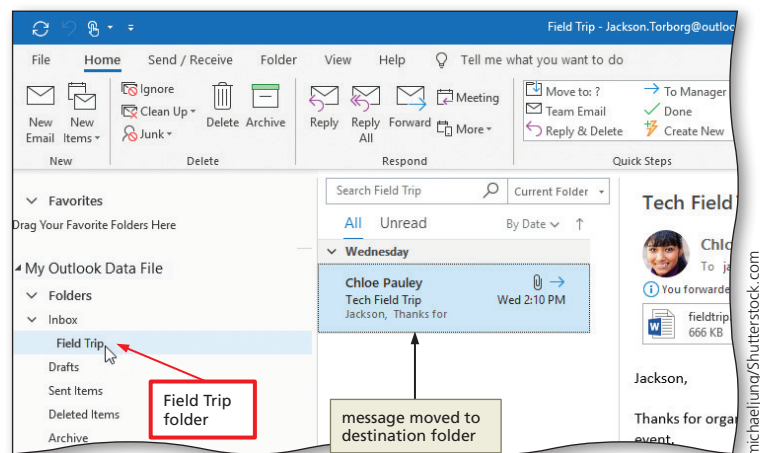 Field Trip - Jackson.Torborg@outloo
File Home Send / Receive Folder View Help Tell me what you want to do
New Email
New Items
New
Ignore
Clean Up
Junk
Delete
Archive
Delete
Reply
Reply All
Forward
Meeting
More
Respond
Move to: ?
Team Email
Reply & Delete
To Manager
Done
Create New
Quick Steps
Favorites
Drag Your Favorite Folders Here
My Outlook Data File
Folders
Inbox
Field Trip
Drafts
Sent Items
Deleted Items
Archive
Field Trip
folder
Search Field Trip
Current Folder
All Unread By Date
Wednesday
Chloe Pauley
Tech Field Trip Wed 2:10 PM
Jackson, Thanks for
message moved to
destination folder
Tech Field
Chlo
To ja
You forwarde
fieldtrip
666 KB
Jackson,
Thanks for orga
event.
michaeljung/Shutterstock.com